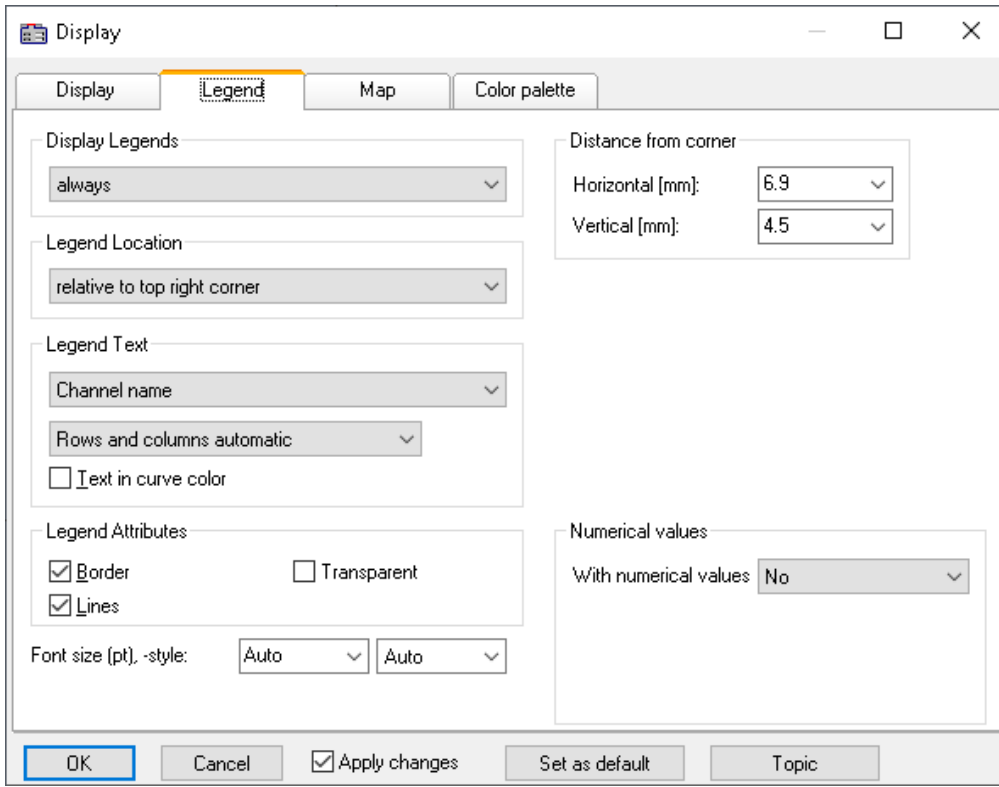 Display
Display
Legend
Map
Color palette
Display Legends
always
Legend Location
relative to top right corner
Legend Text
Channel name
Rows and columns automatic
Text in curve color
Legend Attributes
Border
Transparent
Lines
Font size (pt), -style:
Auto
Auto
Distance from corner
Horizontal [mm]:
6.9
Vertical [mm]:
4.5
Numerical values
With numerical values
No
OK
Cancel
Apply changes
Set as default
Topic